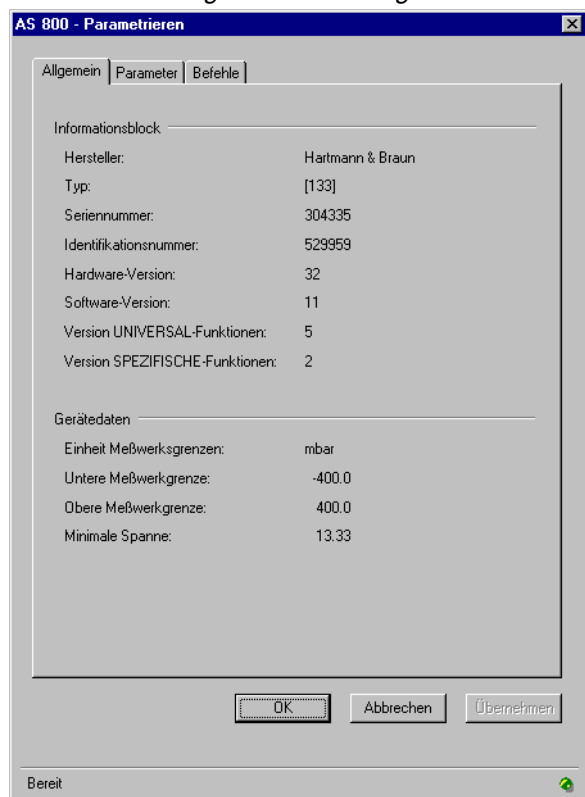 AS 800 - Parametrieren
Allgemein Parameter Befehle
Informationsblock
Hersteller: Hartmann & Braun
Typ: [133]
Seriennummer: 304335
Identifikationsnummer: 529959
Hardware-Version: 32
Software-Version: 11
Version UNIVERSAL-Funktionen: 5
Version SPEZIFISCHE-Funktionen: 2
Gerätedaten
Einheit Meßwerksgrenzen: mbar
Untere Meßwerkgrenze: -400.0
Obere Meßwerkgrenze: 400.0
Minimale Spanne: 13.33
OK Abbrechen Übernehmen
Bereit